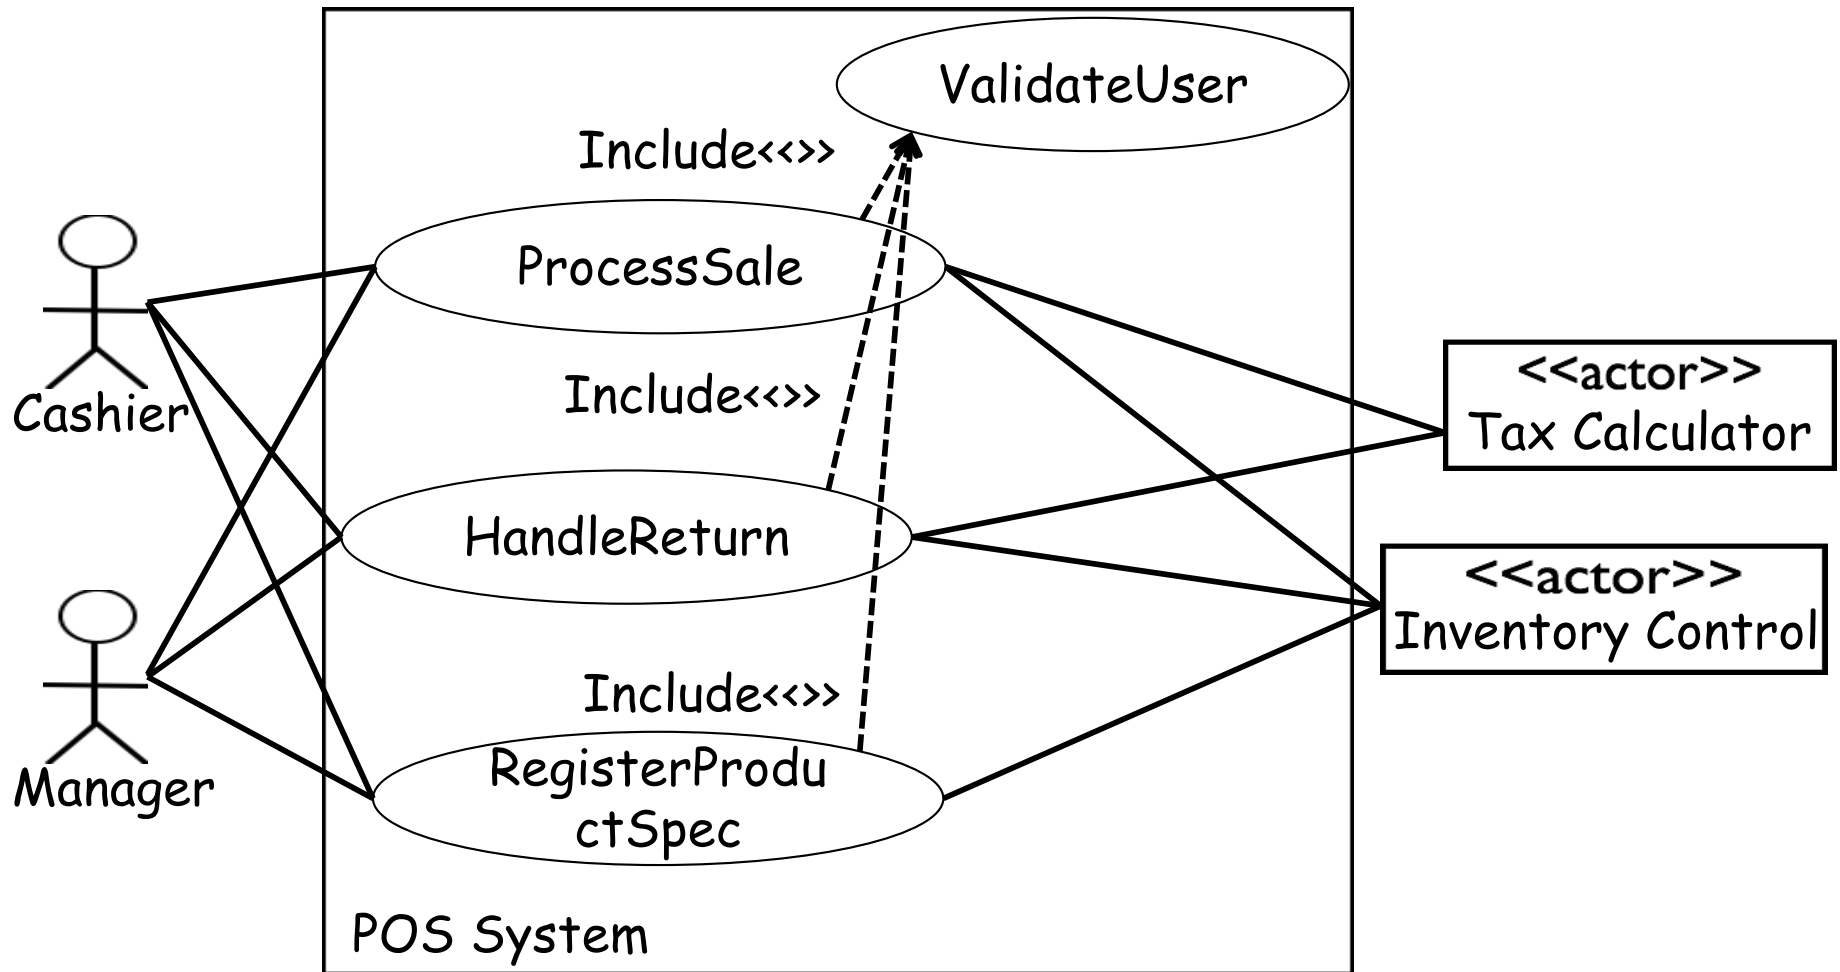 ValidateUser
Include<<>>
ProcessSale
Cashier
Include<<>>
<<actor>>
Tax Calculator
HandleReturn
<<actor>>
Inventory Control
Include<<>>
Manager
RegisterProdu
ctSpec
POS System